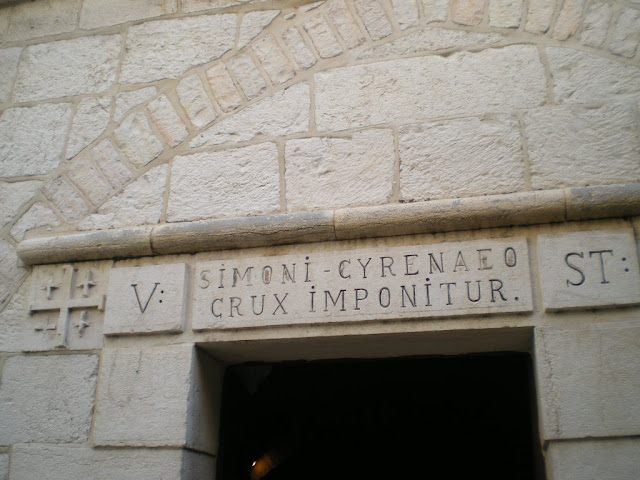 V:
SIMONI-CYRENAEO
CRUX IMPONITUR.
ST: